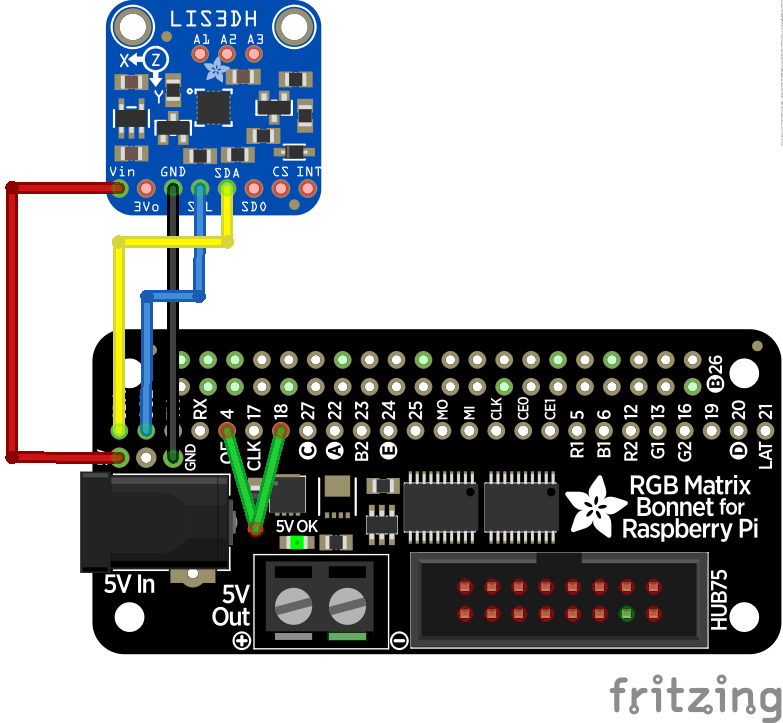 LIS3DH
A1 A2 A3
X Z
Y
Vin GND SDA CS INT
3Vo SDO
B26
RX 4 17 18 27 22 23 24 25 MO MI CLK CE0 CE1 5 6 12 13 16 19 20 21
CLK C A B2 E R1 B1 R2 G1 G2 D LAT
GND
RGB Matrix
Bonnet for
Raspberry Pi
5V OK
5V In
5V
Out
HUB75
fritzing